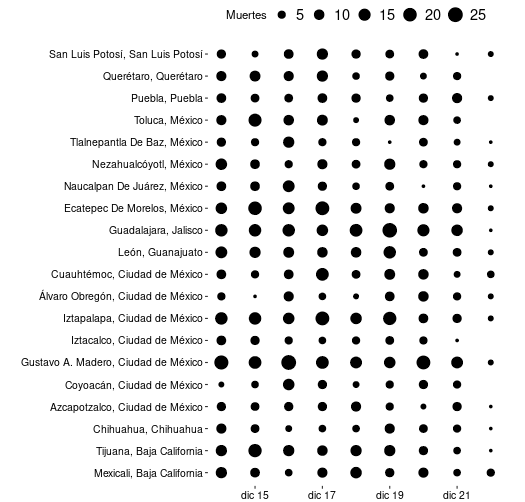 Muertes 5 10 15 20 25
San Luis Potosí, San Luis Potosí
Querétaro, Querétaro
Puebla, Puebla
Toluca, México
Tlalnepantla De Baz, México
Nezahualcóyotl, México
Naucalpan De Juárez, México
Ecatepec De Morelos, México
Guadalajara, Jalisco
León, Guanajuato
Cuauhtémoc, Ciudad de México
Álvaro Obregón, Ciudad de México
Iztapalapa, Ciudad de México
Iztacalco, Ciudad de México
Gustavo A. Madero, Ciudad de México
Coyoacán, Ciudad de México
Azcapotzalco, Ciudad de México
Chihuahua, Chihuahua
Tijuana, Baja California
Mexicali, Baja California
dic 15 dic 17 dic 19 dic 21